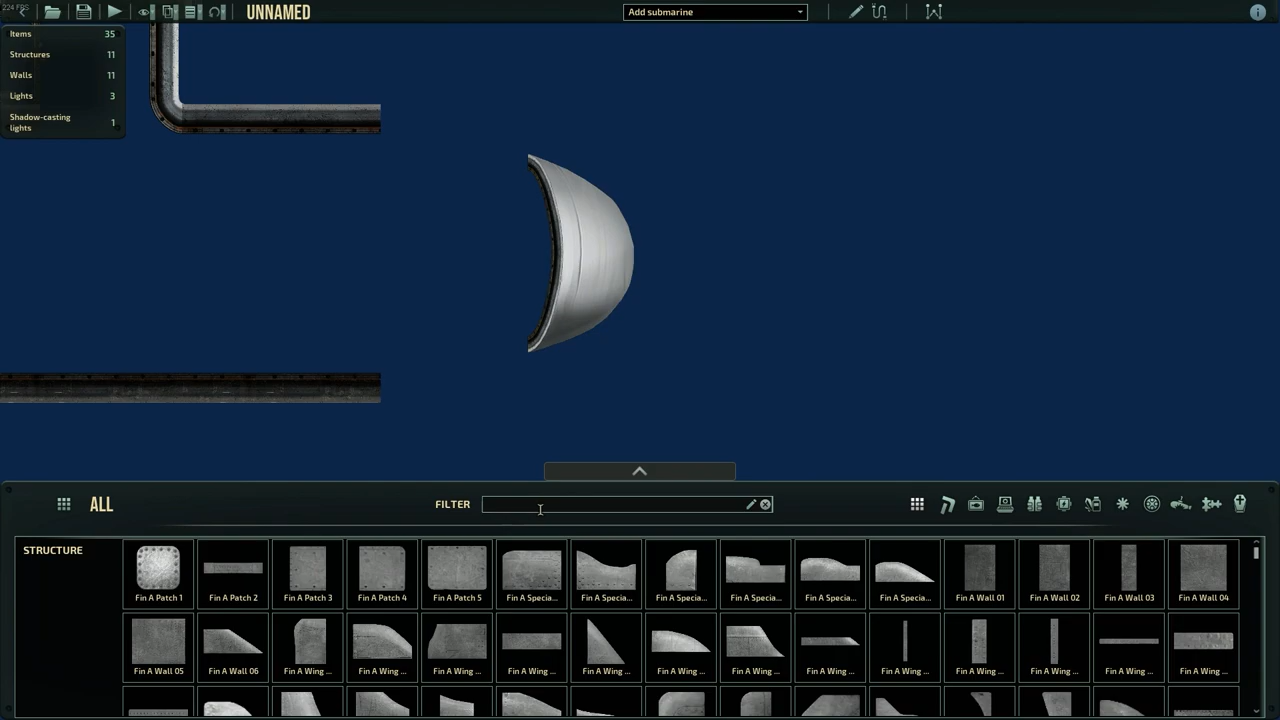 224 FPS
UNNAMED
Add submarine
Items 35
Structures 11
Walls 11
Lights 3
Shadow-casting
lights 1
ALL
FILTER
STRUCTURE
Fin A Patch 1
Fin A Patch 2
Fin A Patch 3
Fin A Patch 4
Fin A Patch 5
Fin A Specia...
Fin A Specia...
Fin A Specia...
Fin A Specia...
Fin A Specia...
Fin A Specia...
Fin A Wall 01
Fin A Wall 02
Fin A Wall 03
Fin A Wall 04
Fin A Wall 05
Fin A Wall 06
Fin A Wing ...
Fin A Wing ...
Fin A Wing ...
Fin A Wing ...
Fin A Wing ...
Fin A Wing ...
Fin A Wing ...
Fin A Wing ...
Fin A Wing ...
Fin A Wing ...
Fin A Wing ...
Fin A Wing ...
Fin A Wing ...